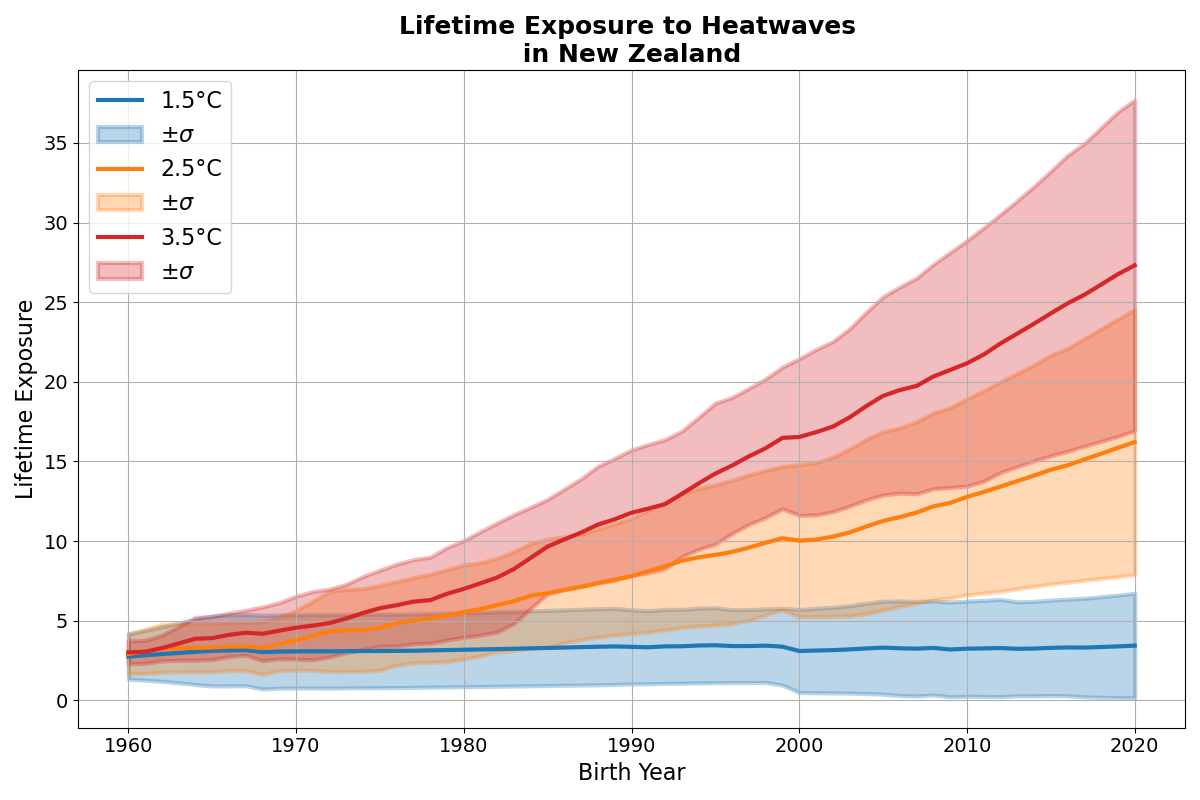 Lifetime Exposure to Heatwaves
in New Zealand
1.5°C
±σ
2.5°C
±σ
3.5°C
±σ
Lifetime Exposure
35
30
25
20
15
10
5
0
1960 1970 1980 1990 2000 2010 2020
Birth Year